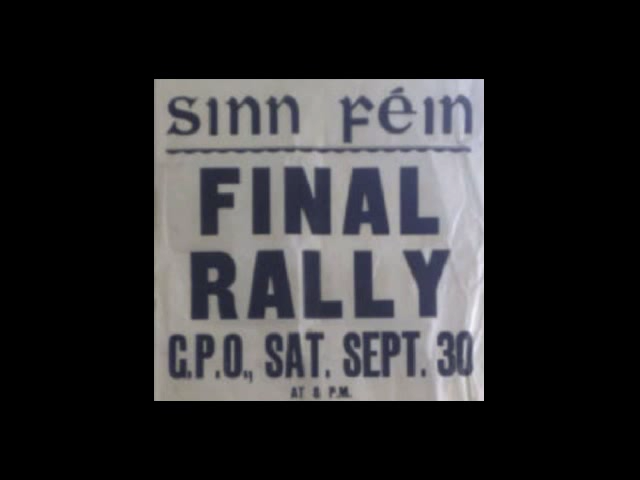 Sinn Féin
FINAL
RALLY
G.P.O., SAT. SEPT. 30
AT 8 P.M.